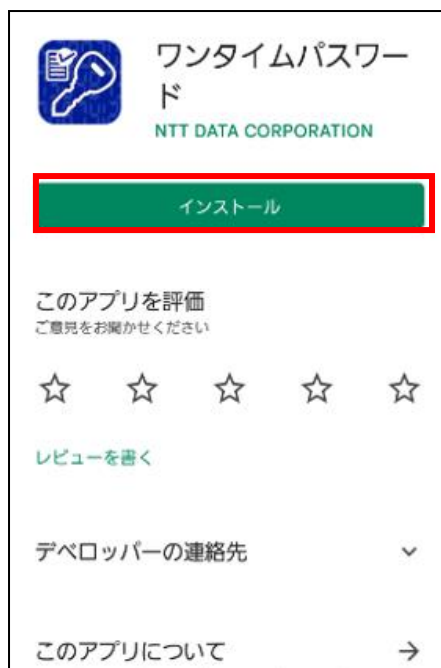 ワンタイムパスワー
ド
NTT DATA CORPORATION
インストール
このアプリを評価
ご意見をお聞かせください
レビューを書く
デベロッパーの連絡先
このアプリについて